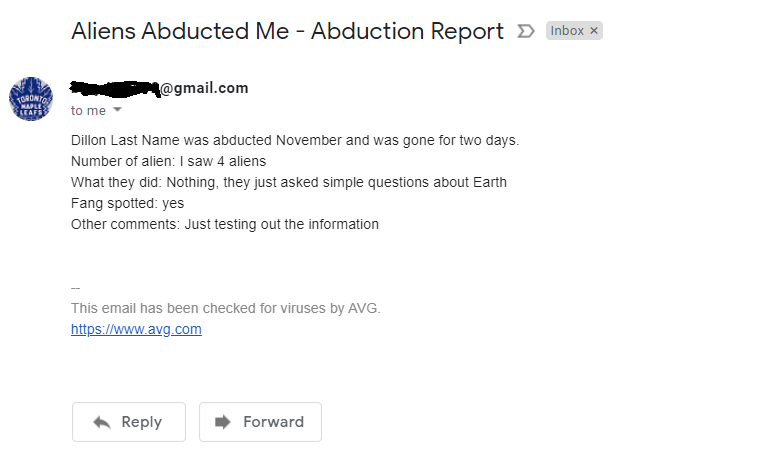 Aliens Abducted Me - Abduction Report Inbox ×
TORONTO
MAPLE
LEAFS
@gmail.com
to me
Dillon Last Name was abducted November and was gone for two days.
Number of alien: I saw 4 aliens
What they did: Nothing, they just asked simple questions about Earth
Fang spotted: yes
Other comments: Just testing out the information
--
This email has been checked for viruses by AVG.
https://www.avg.com
Reply Forward